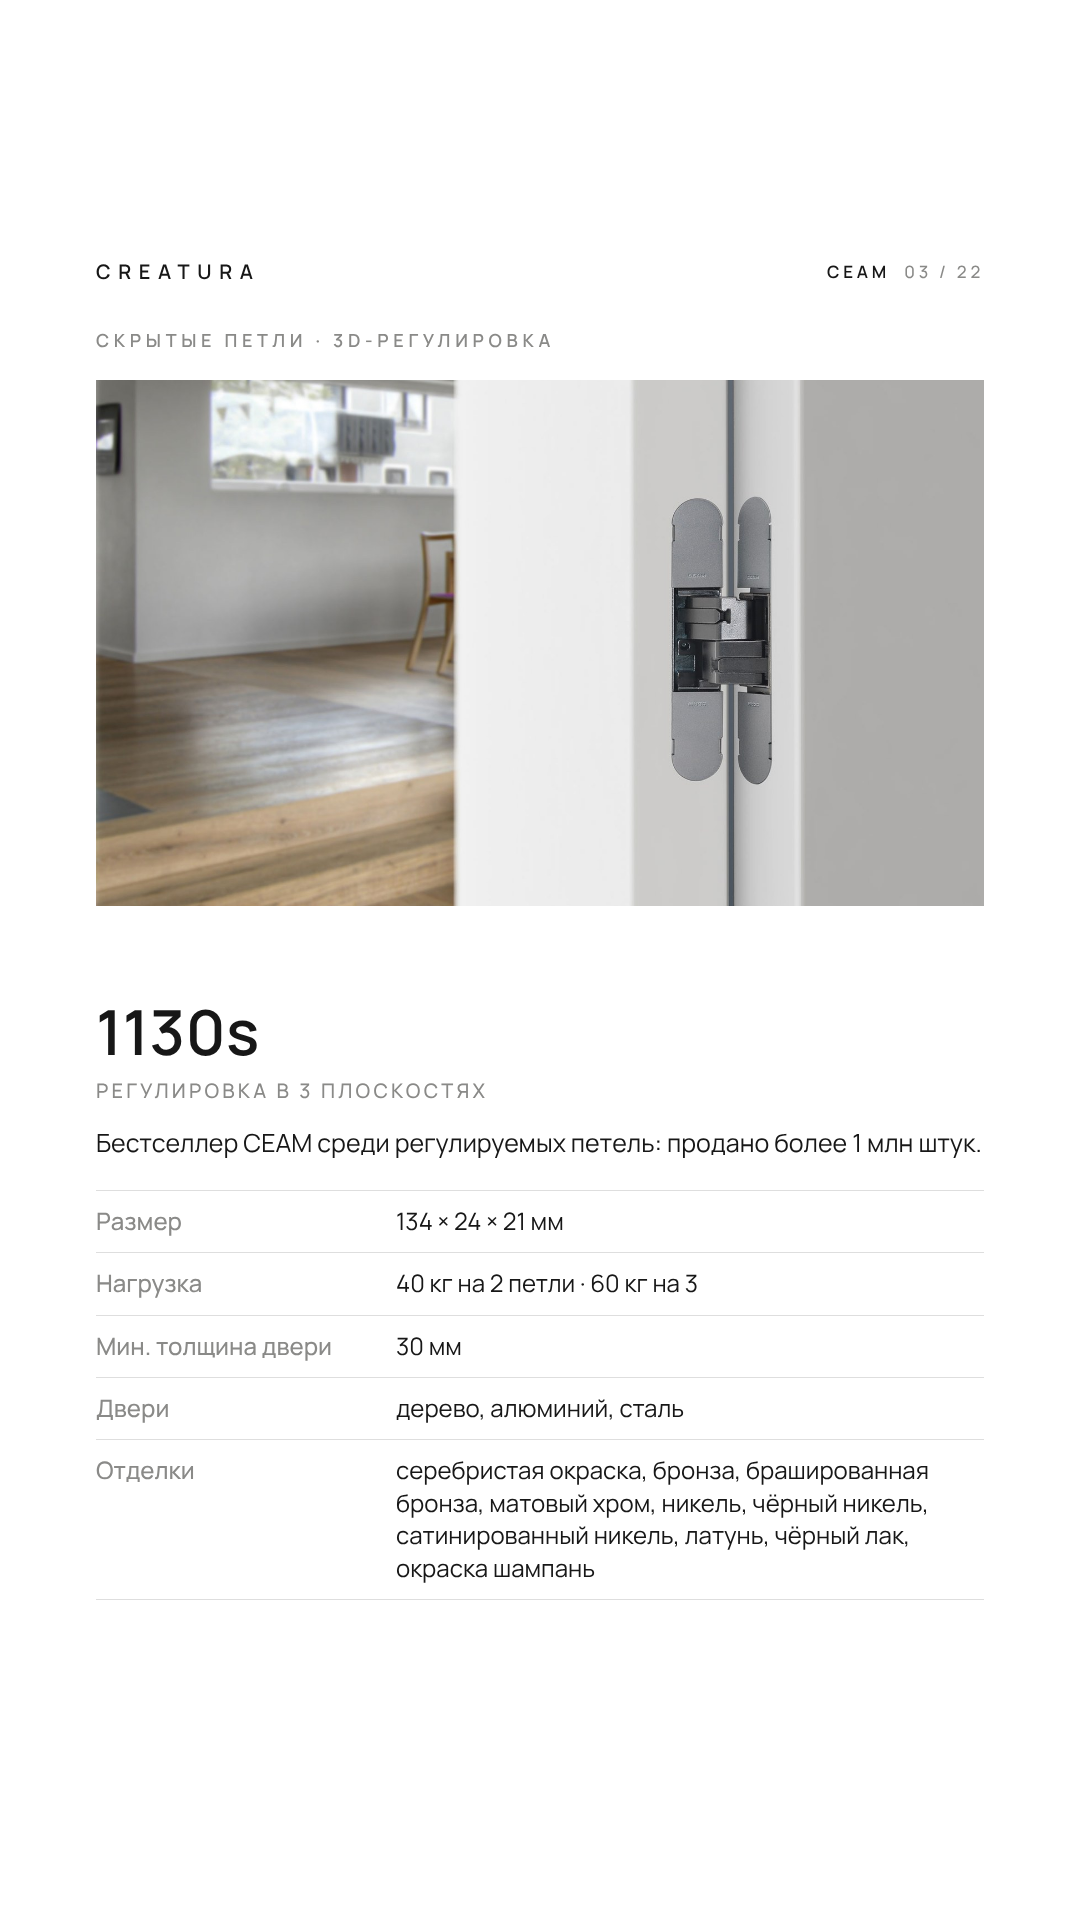 CREATURA
CEAM 03 / 22
СКРЫТЫЕ ПЕТЛИ · 3D-РЕГУЛИРОВКА
1130s
РЕГУЛИРОВКА В 3 ПЛОСКОСТЯХ
Бестселлер CEAM среди регулируемых петель: продано более 1 млн штук.
Размер 134 × 24 × 21 мм
Нагрузка 40 кг на 2 петли · 60 кг на 3
Мин. толщина двери 30 мм
Двери дерево, алюминий, сталь
Отделки серебристая окраска, бронза, брашированная
бронза, матовый хром, никель, чёрный никель,
сатинированный никель, латунь, чёрный лак,
окраска шампань